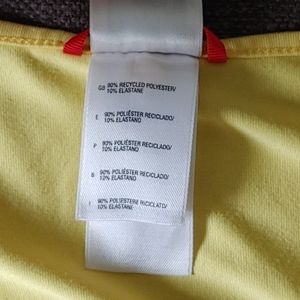 GB 90% RECYCLED POLYESTER/
10% ELASTANE
E 90% POLIÉSTER RECICLADO/
10% ELASTANO
P 90% POLIÉSTER RECICLADO/
10% ELASTANO
B 90% POLIÉSTER RECICLADO/
10% ELASTANO
I 90% POLIESTERE RICICLATO/
10% ELASTANE